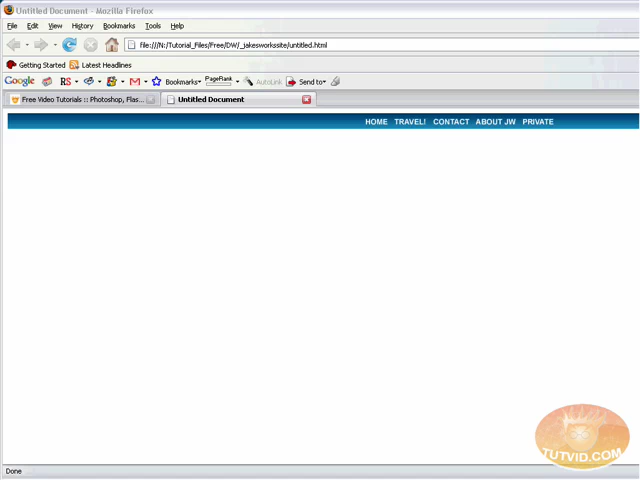 Untitled Document - Mozilla Firefox
File Edit View History Bookmarks Tools Help
file:///N:/Tutorial_Files/Free/DW/_jakesworkssite/untitled.html
Getting Started Latest Headlines
Google RS Bookmarks PageRank AutoLink Send to
Free Video Tutorials :: Photoshop, Flas... Untitled Document
HOME TRAVEL! CONTACT ABOUT JW PRIVATE
TUTVID.COM
Done